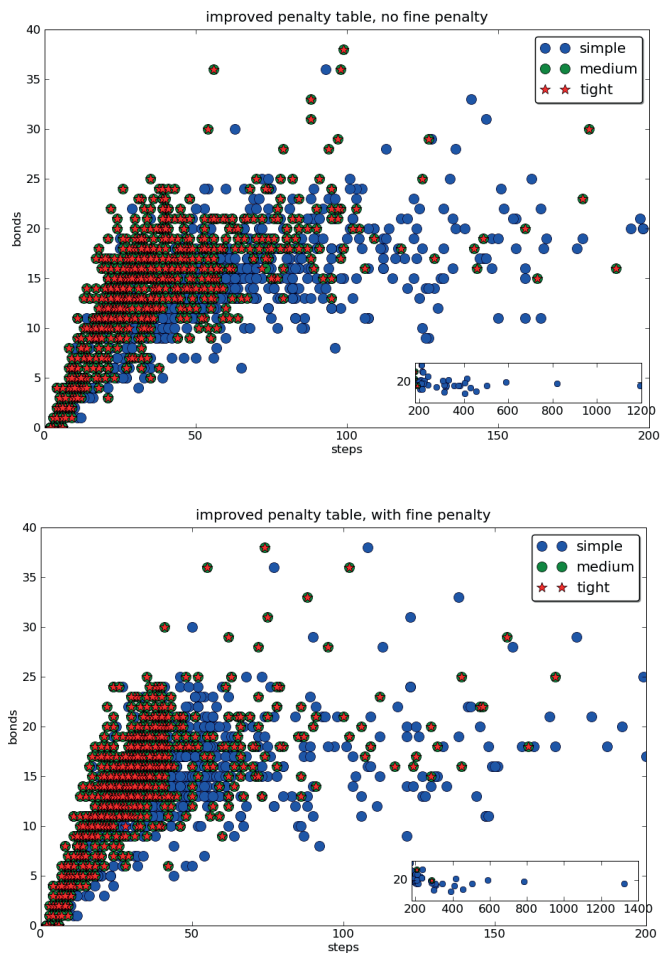 improved penalty table, no fine penalty
40
35
30
25
20
15
10
5
0
bonds
simple
medium
tight
20
200 400 600 800 1000 1200
0 50 100 150 200
steps
improved penalty table, with fine penalty
40
35
30
25
20
15
10
5
0
bonds
simple
medium
tight
20
200 400 600 800 1000 1200 1400
0 50 100 150 200
steps